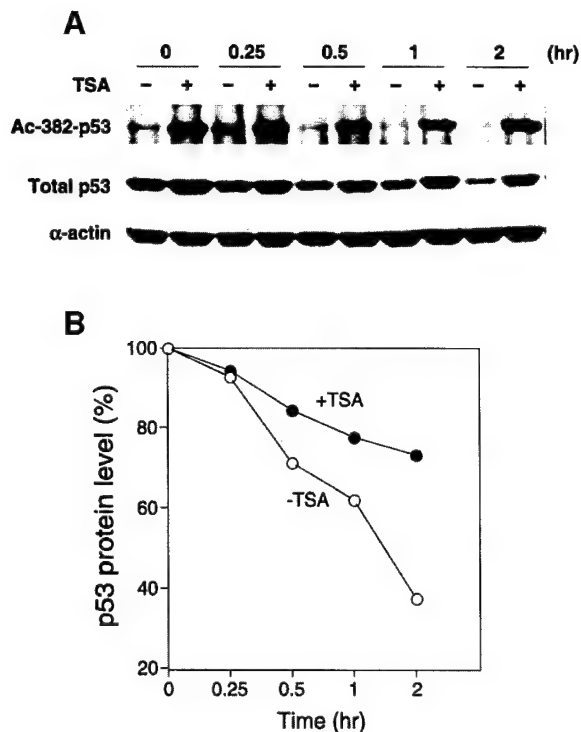 A
0 0.25 0.5 1 2 (hr)
TSA − + − + − + − + − +
Ac-382-p53
Total p53
α-actin
B
100
80
60
40
20
p53 protein level (%)
+TSA
-TSA
0 0.25 0.5 1 2
Time (hr)